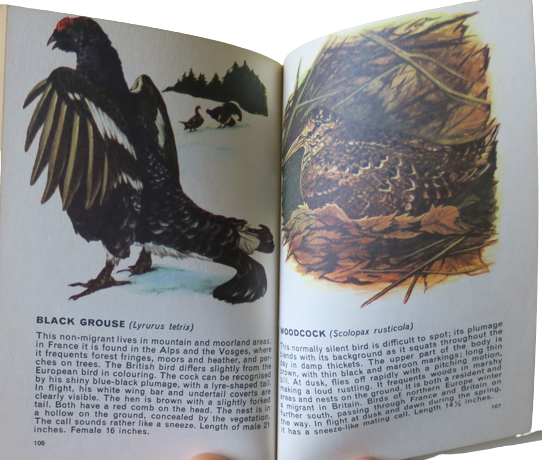 BLACK GROUSE (Lyrurus tetrix)
This non-migrant lives in mountain and moorland areas:
in France it is found in the Alps and the Vosges, where
it frequents forest fringes, moors and heather, and per-
ches on trees. The British bird differs slightly from the
European bird in colouring. The cock can be recognised
by his shiny blue-black plumage, with a lyre-shaped tail.
In flight, his white wing bar and undertail coverts are
clearly visible. The hen is brown with a slightly forked
tail. Both have a red comb on the head. The nest is in
a hollow on the ground, concealed by the vegetation.
The call sounds rather like a sneeze. Length of male 21
inches. Female 16 inches.
106
WOODCOCK (Scolopax rusticola)
This normally silent bird is difficult to spot; its plumage
blends with its background as it squats throughout the
day in damp thickets. The upper part of the body is
brown, with thin black and maroon markings; long thin
bill. At dusk, flies off rapidly with a pitching motion,
making a loud rustling. It frequents woods in marshy
areas and nests on the ground. It is both a resident and
a migrant in Britain. Birds of northern Europe winter
further south, passing through France and Britain on
the way. In flight at dusk and dawn during the spring,
it has a sneeze-like mating call. Length 14½ inches.
107